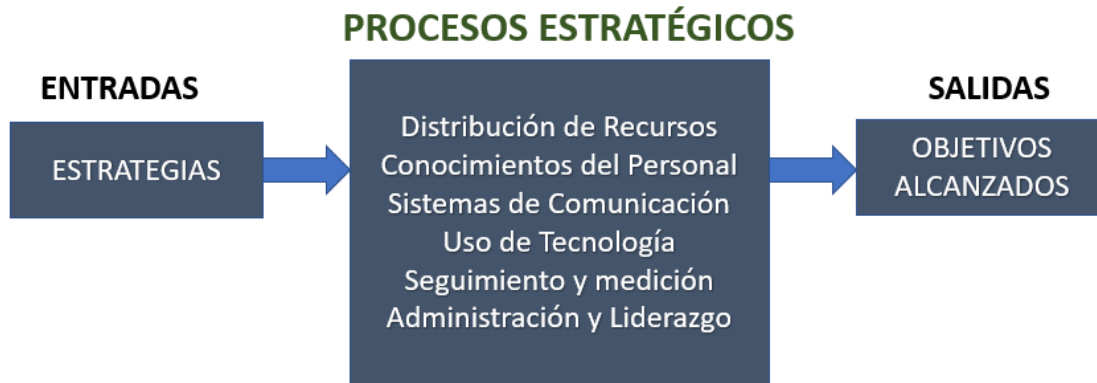 PROCESOS ESTRATÉGICOS
ENTRADAS
ESTRATEGIAS
Distribución de Recursos
Conocimientos del Personal
Sistemas de Comunicación
Uso de Tecnología
Seguimiento y medición
Administración y Liderazgo
SALIDAS
OBJETIVOS
ALCANZADOS